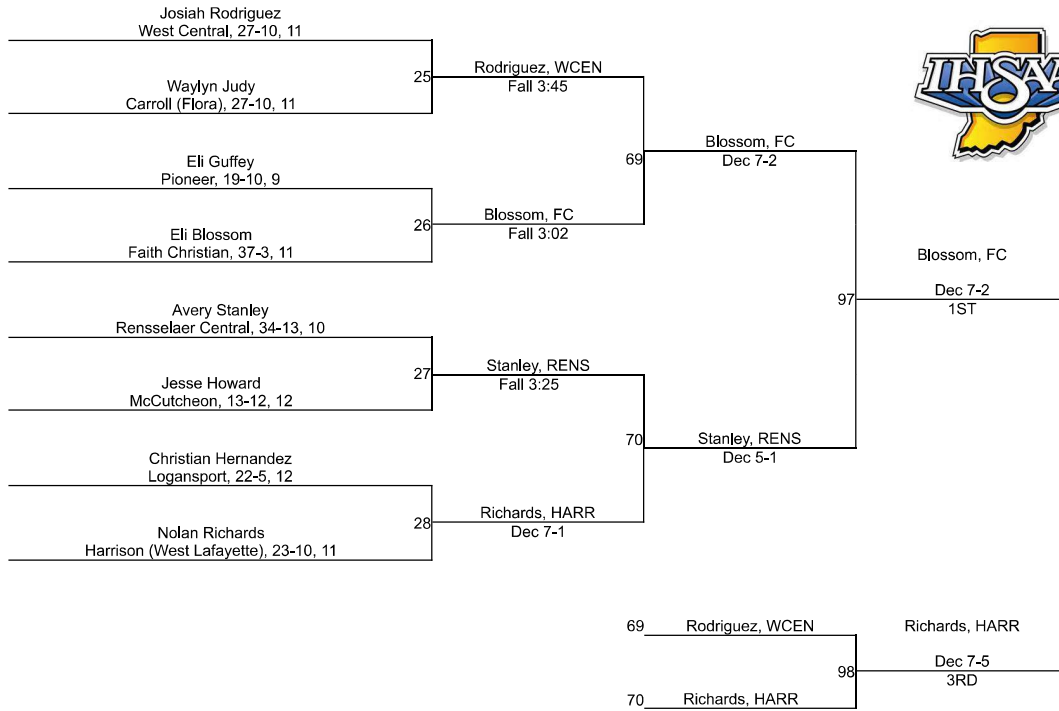 Josiah Rodriguez
West Central, 27-10, 11
25
Rodriguez, WCEN
Fall 3:45
Waylyn Judy
Carroll (Flora), 27-10, 11
69
Blossom, FC
Dec 7-2
Eli Guffey
Pioneer, 19-10, 9
26
Blossom, FC
Fall 3:02
Eli Blossom
Faith Christian, 37-3, 11
97
Blossom, FC
Dec 7-2
1ST
Avery Stanley
Rensselaer Central, 34-13, 10
27
Stanley, RENS
Fall 3:25
Jesse Howard
McCutcheon, 13-12, 12
70
Stanley, RENS
Dec 5-1
Christian Hernandez
Logansport, 22-5, 12
28
Richards, HARR
Dec 7-1
Nolan Richards
Harrison (West Lafayette), 23-10, 11
69
Rodriguez, WCEN
98
Richards, HARR
Dec 7-5
3RD
70
Richards, HARR
IHSAA